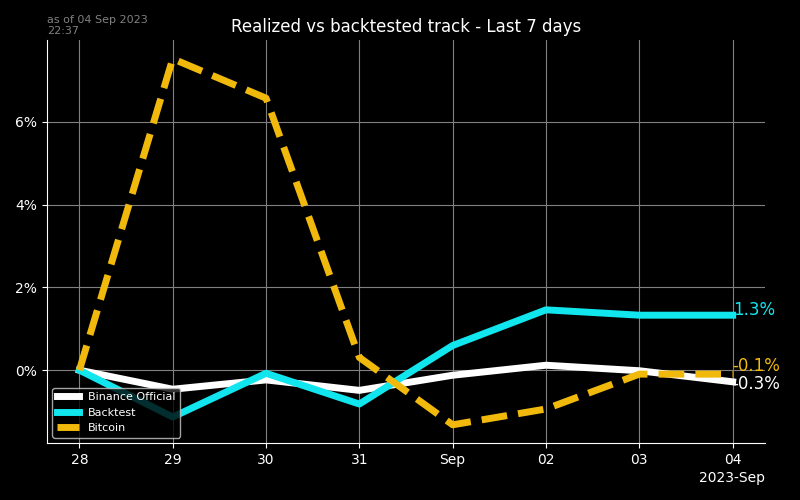 as of 04 Sep 2023
22:37
Realized vs backtested track - Last 7 days
6%
4%
2%
0%
1.3%
-0.1%
-0.3%
Binance Official
Backtest
Bitcoin
28 29 30 31 Sep 02 03 04
2023-Sep